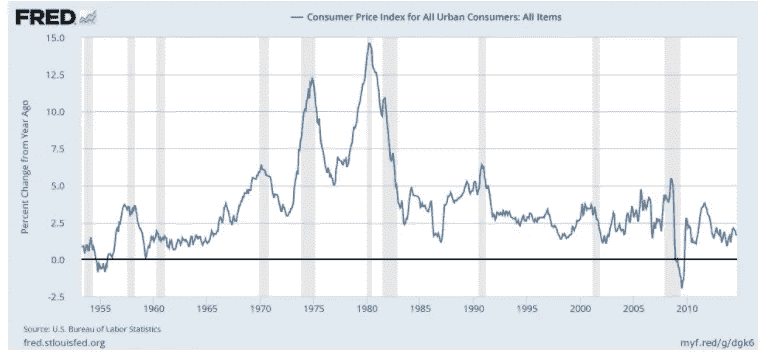 FRED
Consumer Price Index for All Urban Consumers: All Items
Percent Change from Year Ago
15.0
12.5
10.0
7.5
5.0
2.5
0.0
-2.5
1955 1960 1965 1970 1975 1980 1985 1990 1995 2000 2005 2010
Source: U.S. Bureau of Labor Statistics
fred.stlouisfed.org
myf.red/g/dgk6